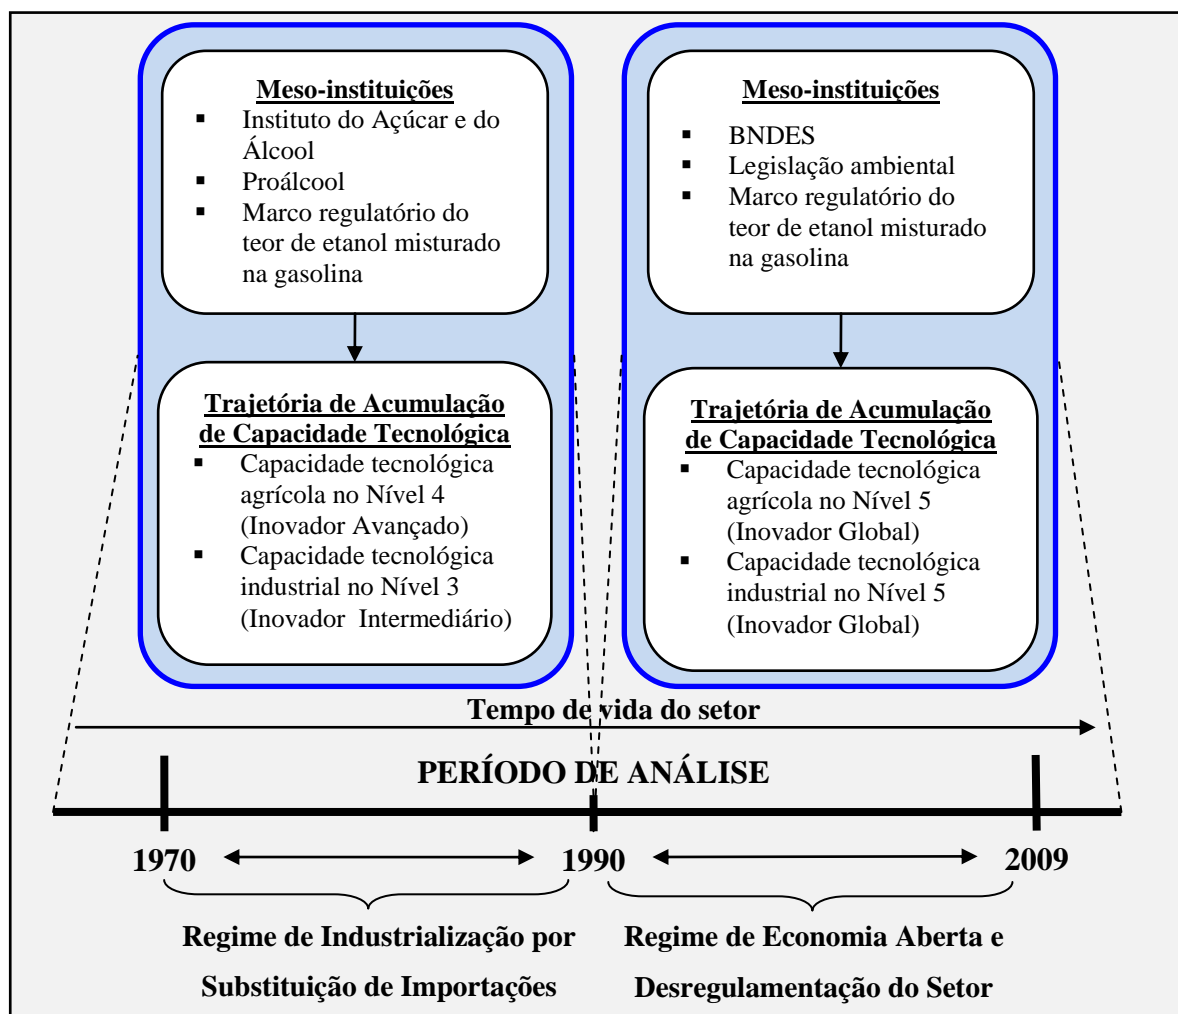 Meso-instituições
▪ Instituto do Açúcar e do
Álcool
▪ Proálcool
▪ Marco regulatório do
teor de etanol misturado
na gasolina
Trajetória de Acumulação
de Capacidade Tecnológica
▪ Capacidade tecnológica
agrícola no Nível 4
(Inovador Avançado)
▪ Capacidade tecnológica
industrial no Nível 3
(Inovador Intermediário)
Meso-instituições
▪ BNDES
▪ Legislação ambiental
▪ Marco regulatório do
teor de etanol misturado
na gasolina
Trajetória de Acumulação
de Capacidade Tecnológica
▪ Capacidade tecnológica
agrícola no Nível 5
(Inovador Global)
▪ Capacidade tecnológica
industrial no Nível 5
(Inovador Global)
Tempo de vida do setor
PERÍODO DE ANÁLISE
1970 1990 2009
Regime de Industrialização por
Substituição de Importações
Regime de Economia Aberta e
Desregulamentação do Setor